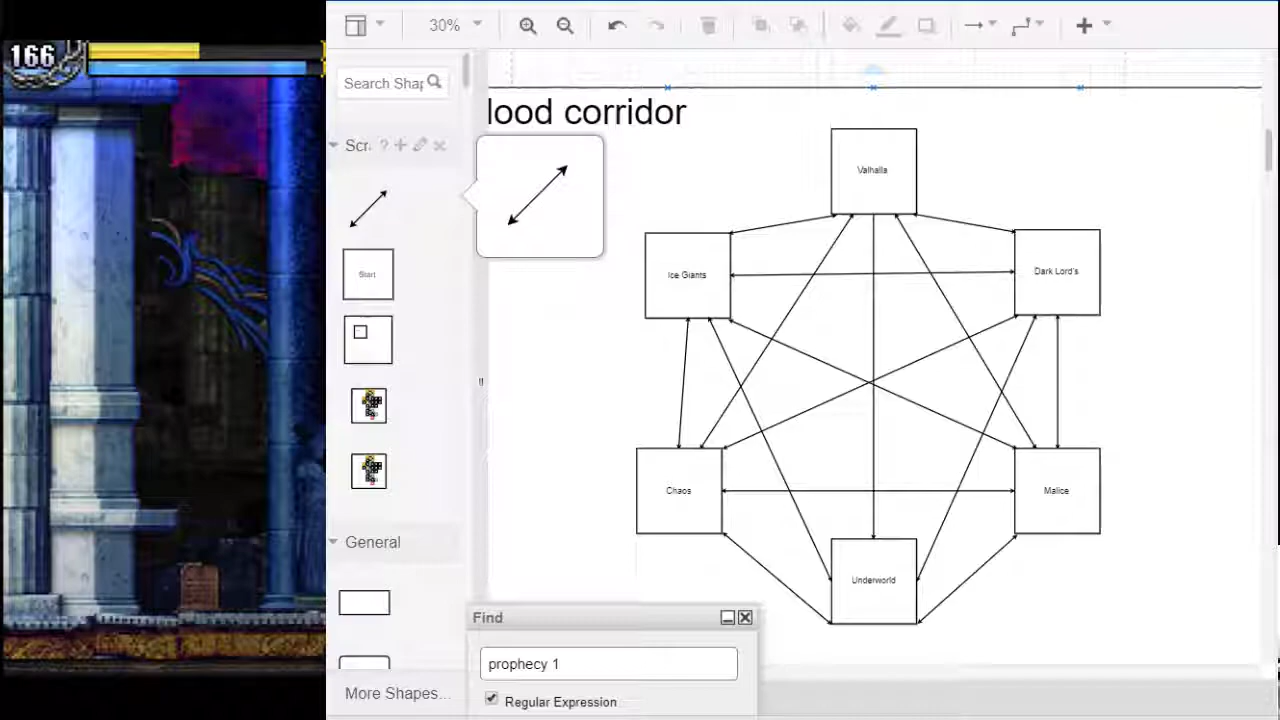 30%
166
Search Shap
lood corridor
Scr.
?
Valhalla
Start
Ice Giants
Dark Lord's
Chaos
Malice
General
Underworld
Find
prophecy 1
More Shapes...
Regular Expression